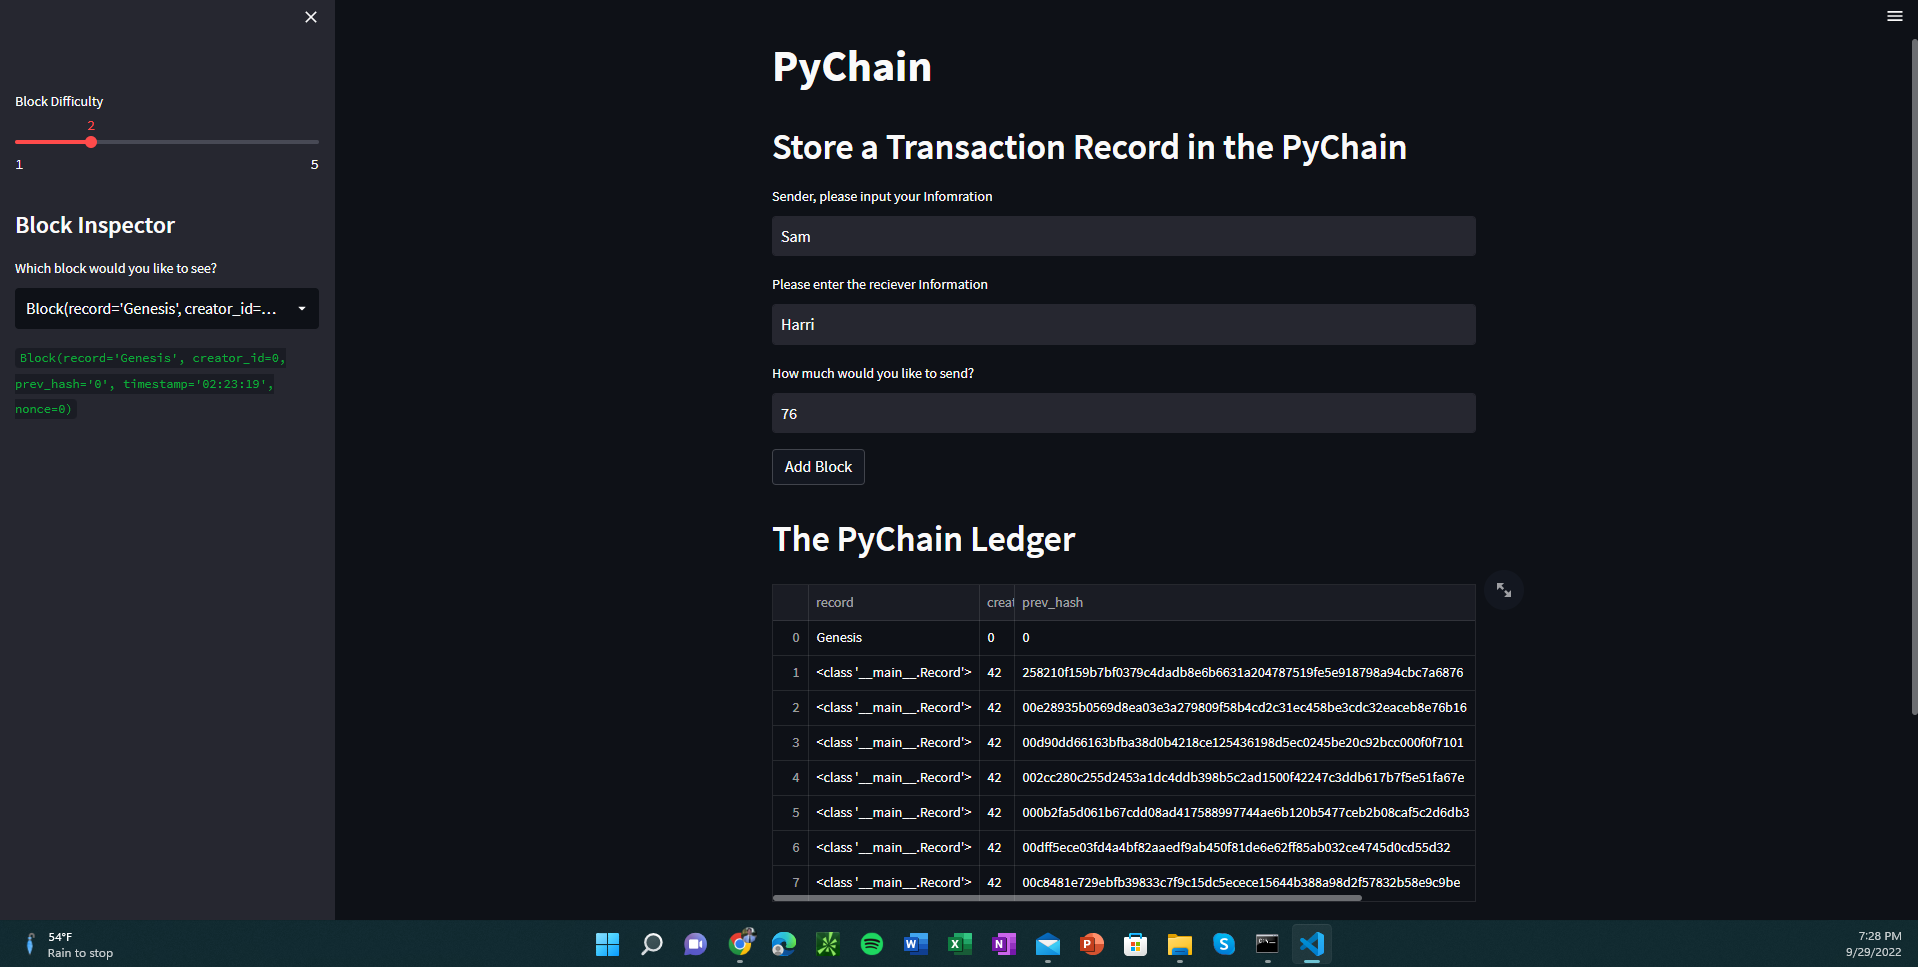 Block Difficulty
2
1 5
Block Inspector
Which block would you like to see?
Block(record='Genesis', creator_id=...
Block(record='Genesis', creator_id=0,
prev_hash='0', timestamp='02:23:19',
nonce=0)
PyChain
Store a Transaction Record in the PyChain
Sender, please input your Infomration
Sam
Please enter the reciever Information
Harri
How much would you like to send?
76
Add Block
The PyChain Ledger
record creat prev_hash
0 Genesis 0 0
1 <class '__main__.Record'> 42 258210f159b7bf0379c4dadb8e6b6631a204787519fe5e918798a94cbc7a6876
2 <class '__main__.Record'> 42 00e28935b0569d8ea03e3a279809f58b4cd2c31ec458be3cdc32eaceb8e76b16
3 <class '__main__.Record'> 42 00d90dd66163bfba38d0b4218ce125436198d5ec0245be20c92bcc000f0f7101
4 <class '__main__.Record'> 42 002cc280c255d2453a1dc4ddb398b5c2ad1500f42247c3ddb617b7f5e51fa67e
5 <class '__main__.Record'> 42 000b2fa5d061b67cdd08ad417588997744ae6b120b5477ceb2b08caf5c2d6db3
6 <class '__main__.Record'> 42 00dff5ece03fd4a4bf82aaedf9ab450f81de6e62ff85ab032ce4745d0cd55d32
7 <class '__main__.Record'> 42 00c8481e729ebfb39833c7f9c15dc5ecece15644b388a98d2f57832b58e9c9be
54°F
Rain to stop
7:28 PM
9/29/2022